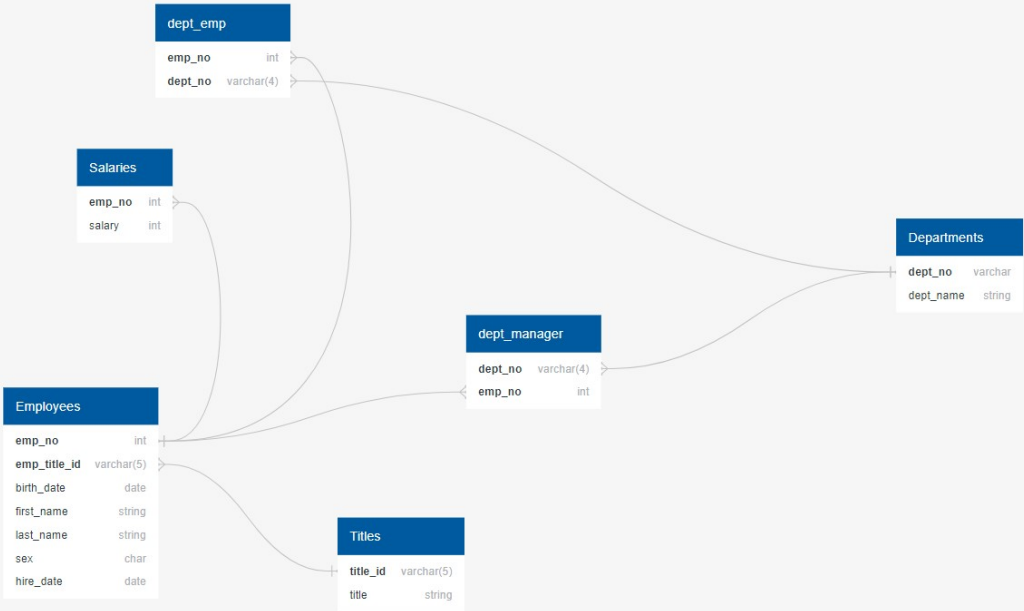 dept_emp
emp_no int
dept_no varchar(4)
Salaries
emp_no int
salary int
Departments
dept_no varchar
dept_name string
dept_manager
dept_no varchar(4)
emp_no int
Employees
emp_no int
emp_title_id varchar(5)
birth_date date
first_name string
last_name string
sex char
hire_date date
Titles
title_id varchar(5)
title string